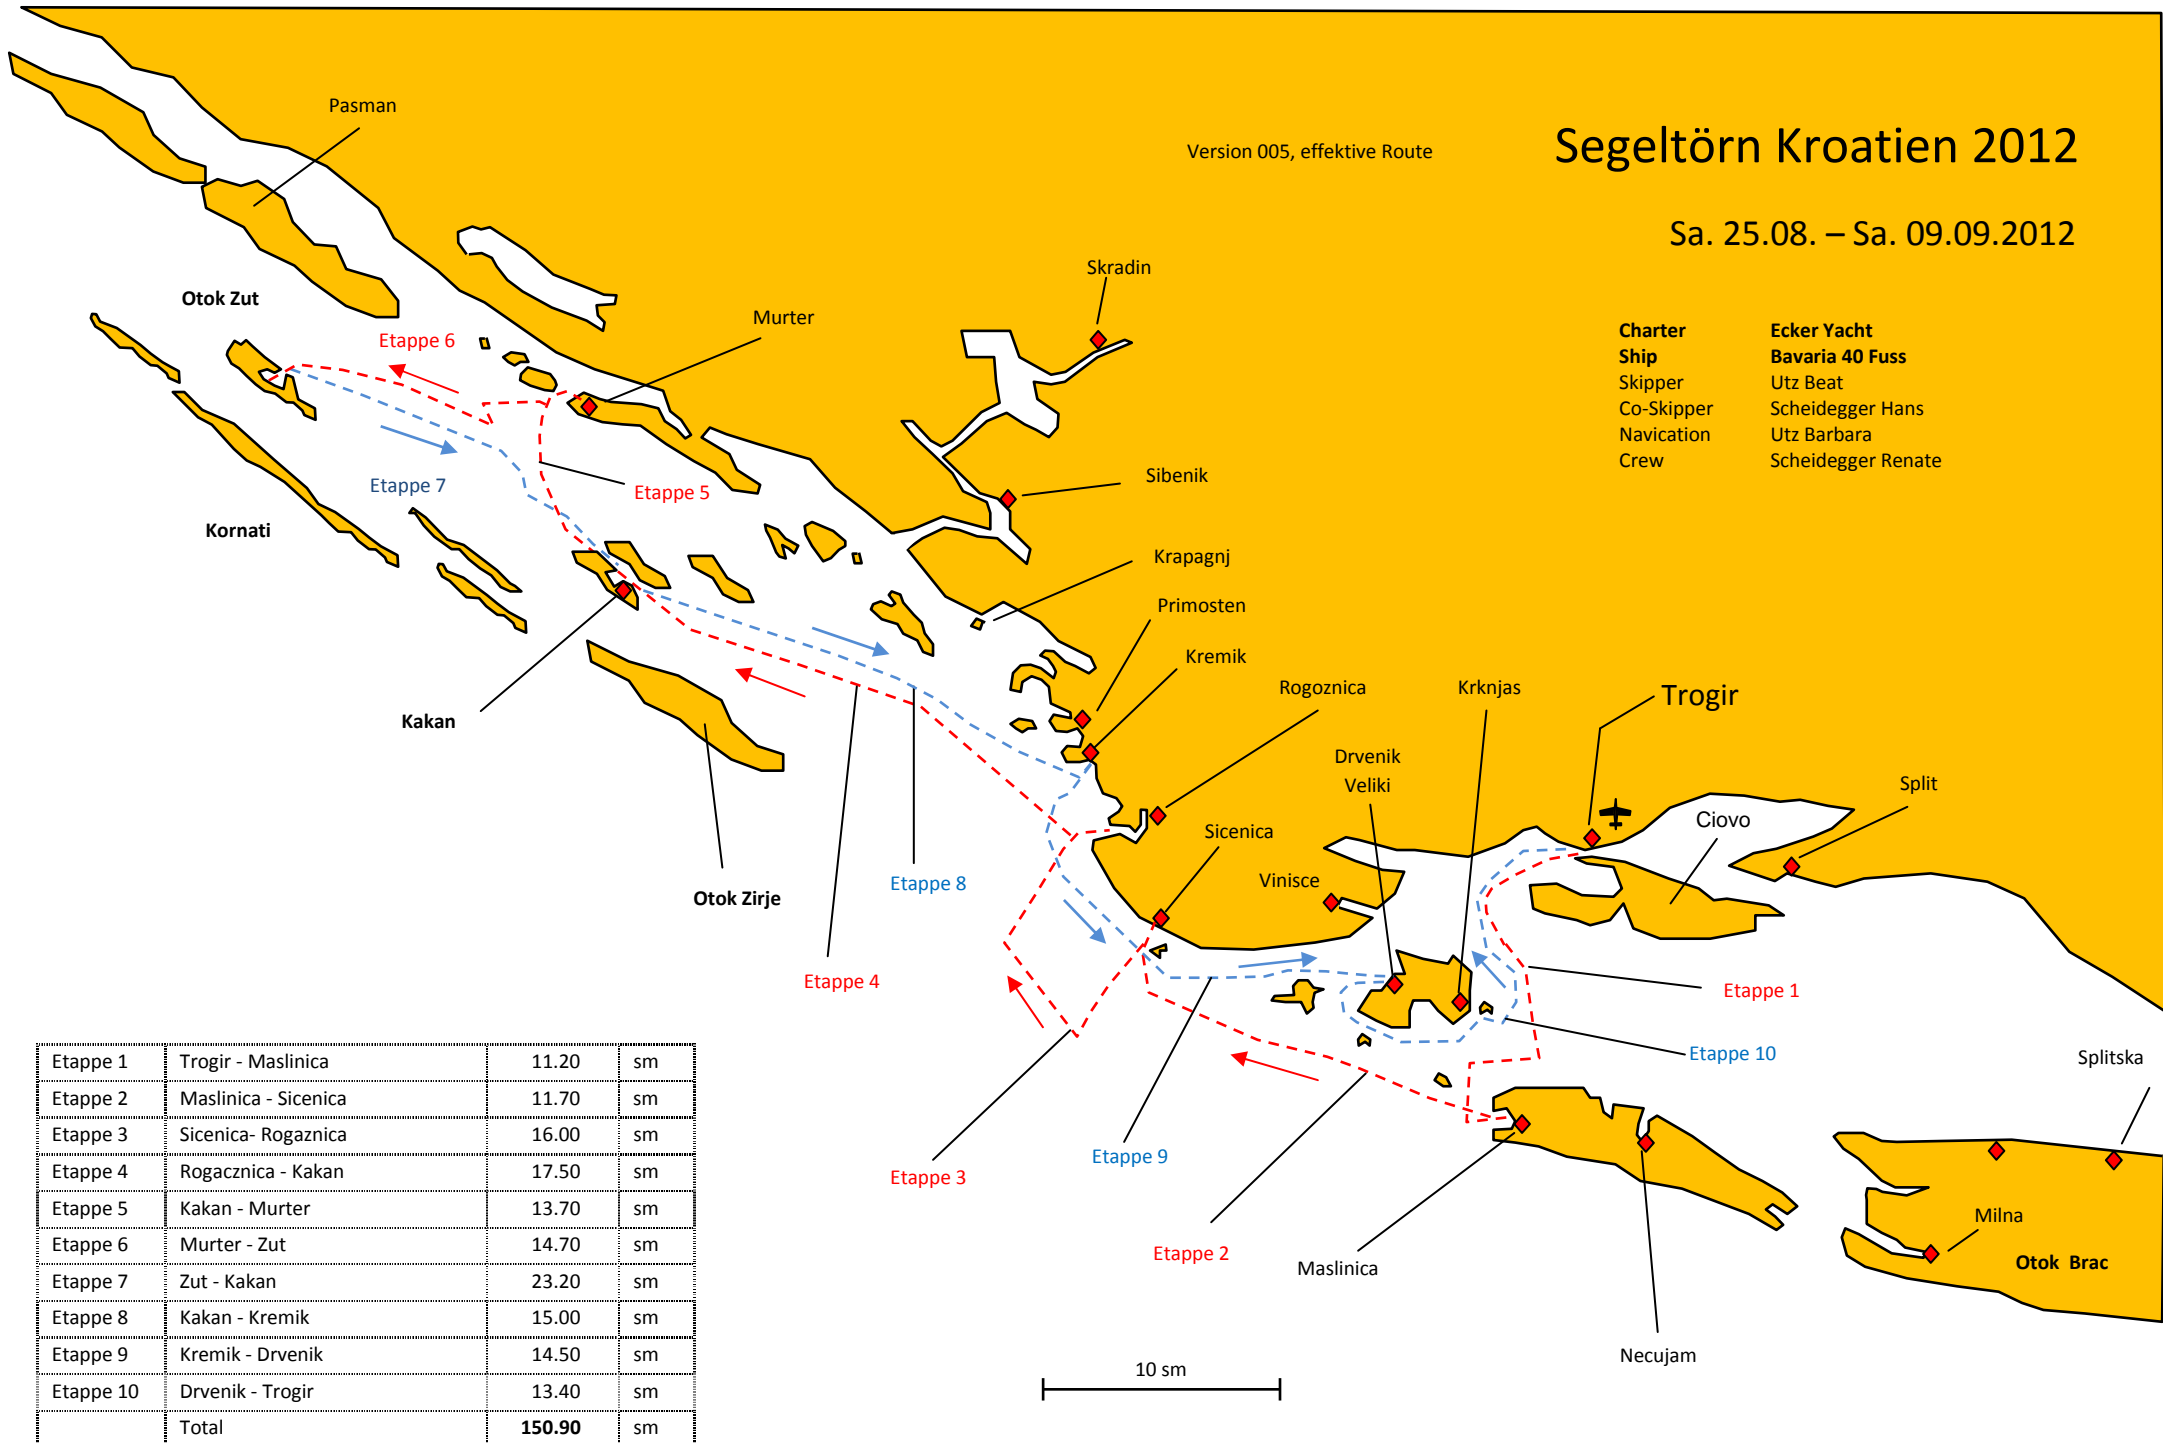 Segeltörn Kroatien 2012
Version 005, effektive Route
Sa. 25.08. – Sa. 09.09.2012
Charter Ecker Yacht
Ship Bavaria 40 Fuss
Skipper Utz Beat
Co-Skipper Scheidegger Hans
Navication Utz Barbara
Crew Scheidegger Renate
Pasman
Otok Zut
Etappe 6
Murter
Skradin
Etappe 7
Etappe 5
Sibenik
Kornati
Krapagnj
Primosten
Kremik
Kakan
Rogoznica
Krknjas
Trogir
Drvenik
Veliki
Split
Ciovo
Sicenica
Vinisce
Etappe 8
Otok Zirje
Etappe 4
Etappe 1
Etappe 10
Splitska
Etappe 9
Etappe 3
Etappe 2
Maslinica
Milna
Otok Brac
Necujam
10 sm
Etappe 1 Trogir - Maslinica 11.20 sm
Etappe 2 Maslinica - Sicenica 11.70 sm
Etappe 3 Sicenica- Rogaznica 16.00 sm
Etappe 4 Rogacznica - Kakan 17.50 sm
Etappe 5 Kakan - Murter 13.70 sm
Etappe 6 Murter - Zut 14.70 sm
Etappe 7 Zut - Kakan 23.20 sm
Etappe 8 Kakan - Kremik 15.00 sm
Etappe 9 Kremik - Drvenik 14.50 sm
Etappe 10 Drvenik - Trogir 13.40 sm
Total 150.90 sm